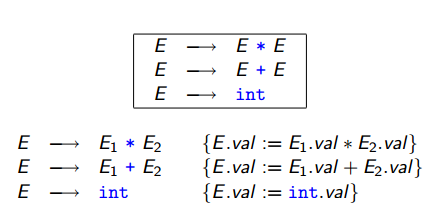 E ⟶ E * E
E ⟶ E + E
E ⟶ int
E ⟶ E₁ * E₂ {E.val := E₁.val * E₂.val}
E ⟶ E₁ + E₂ {E.val := E₁.val + E₂.val}
E ⟶ int {E.val := int.val}